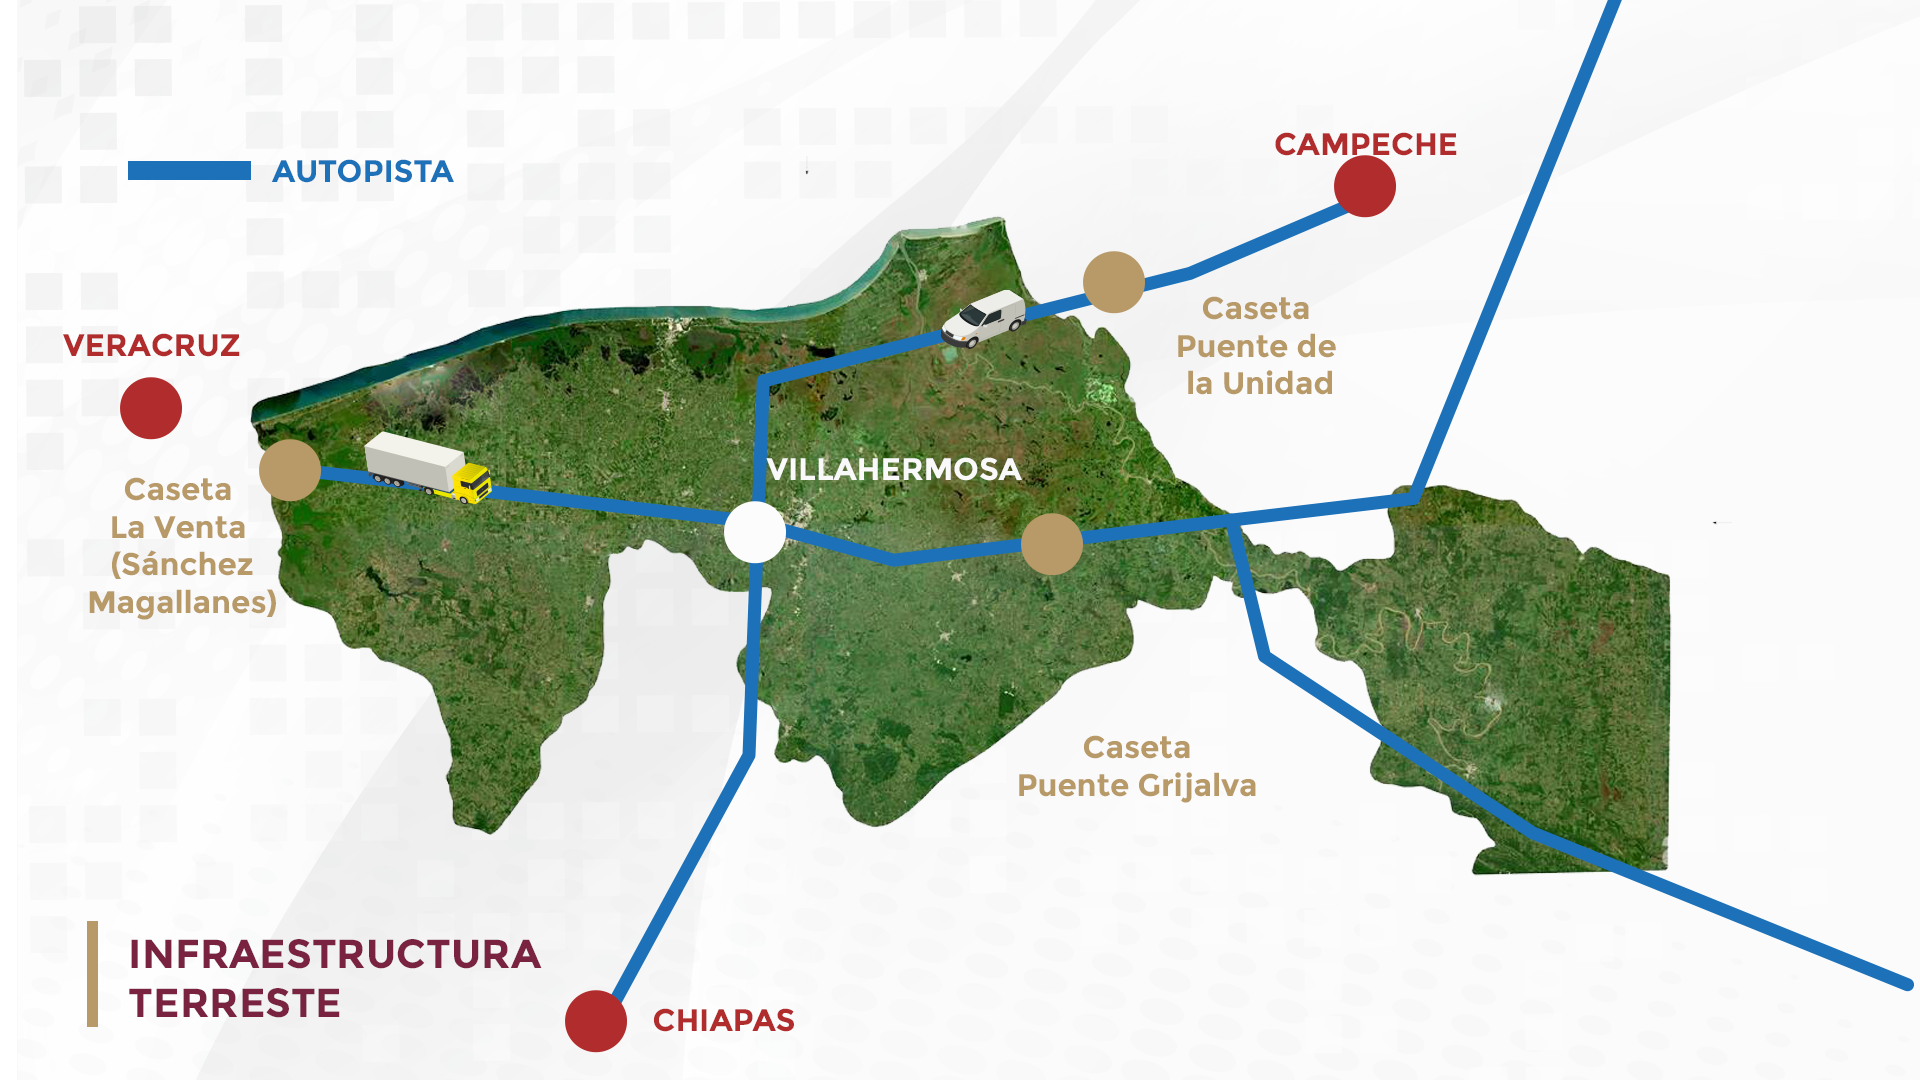 AUTOPISTA
CAMPECHE
Caseta
Puente de
la Unidad
VERACRUZ
Caseta
La Venta
(Sánchez
Magallanes)
VILLAHERMOSA
Caseta
Puente Grijalva
INFRAESTRUCTURA
TERRESTE
CHIAPAS